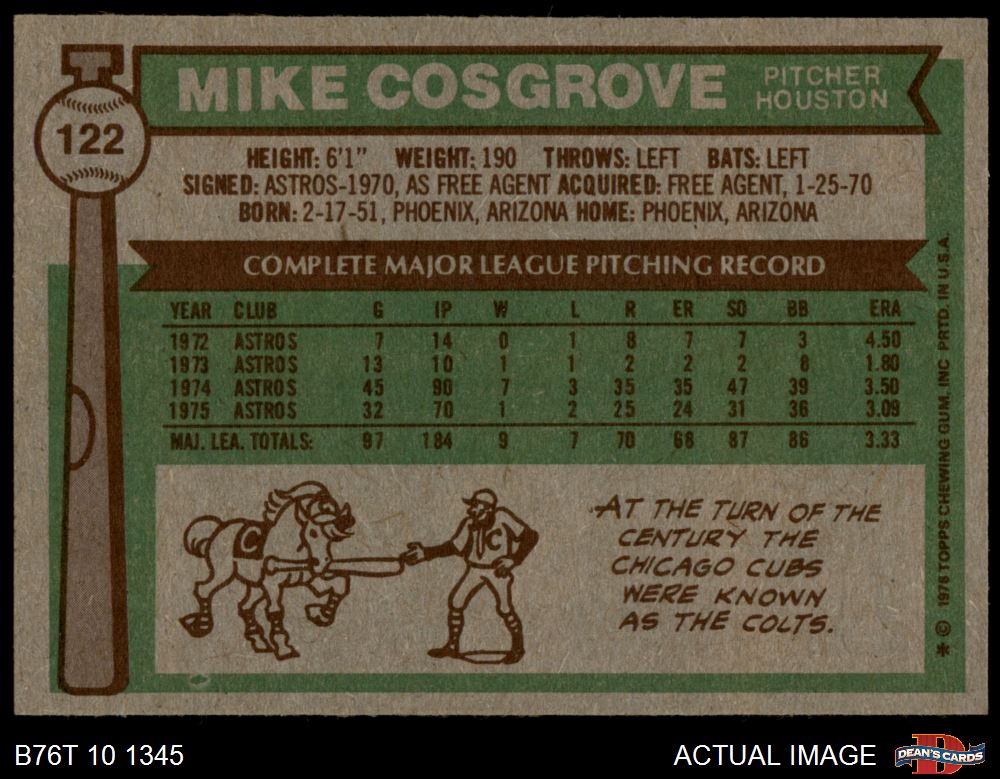 MIKE COSGROVE PITCHER HOUSTON
122
HEIGHT: 6'1" WEIGHT: 190 THROWS: LEFT BATS: LEFT
SIGNED: ASTROS-1970, AS FREE AGENT ACQUIRED: FREE AGENT, 1-25-70
BORN: 2-17-51, PHOENIX, ARIZONA HOME: PHOENIX, ARIZONA
COMPLETE MAJOR LEAGUE PITCHING RECORD
YEAR CLUB G IP W L R ER SO BB ERA
1972 ASTROS 7 14 0 1 8 7 7 3 4.50
1973 ASTROS 13 10 1 1 2 2 2 8 1.80
1974 ASTROS 45 90 7 3 35 35 47 39 3.50
1975 ASTROS 32 70 1 2 25 24 31 36 3.09
MAJ. LEA. TOTALS: 97 184 9 7 70 68 87 86 3.33
C
C
AT THE TURN OF THE
CENTURY THE
CHICAGO CUBS
WERE KNOWN
AS THE COLTS.
* © 1976 TOPPS CHEWING GUM, INC PRTD. IN U.S.A.
B76T 10 1345
ACTUAL IMAGE
D
DEAN'S CARDS